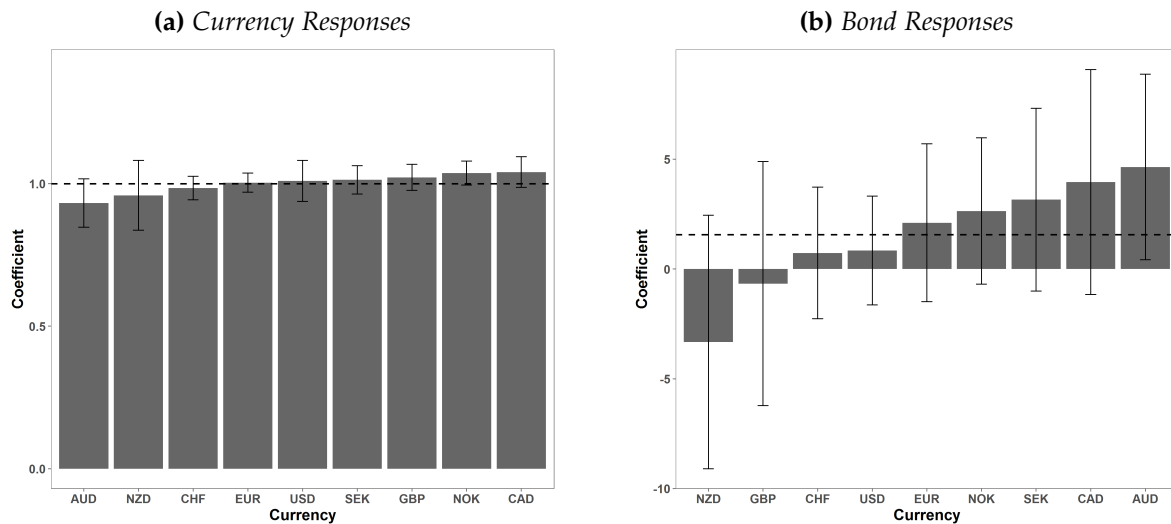 (a) Currency Responses
Coefficient
1.0
0.5
0.0
AUD NZD CHF EUR USD SEK GBP NOK CAD
Currency
(b) Bond Responses
Coefficient
5
0
-5
-10
NZD GBP CHF USD EUR NOK SEK CAD AUD
Currency